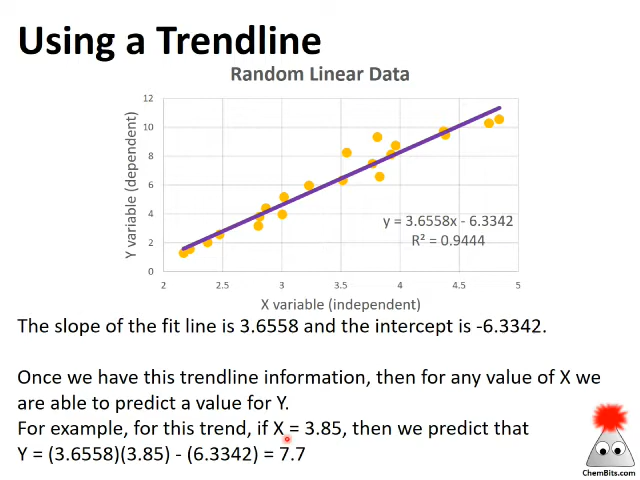 Using a Trendline
Random Linear Data
12
10
8
6
4
2
0
Y variable (dependent)
y = 3.6558x - 6.3342
R² = 0.9444
2 2.5 3 3.5 4 4.5 5
X variable (independent)
The slope of the fit line is 3.6558 and the intercept is -6.3342.
Once we have this trendline information, then for any value of X we
are able to predict a value for Y.
For example, for this trend, if X = 3.85, then we predict that
Y = (3.6558)(3.85) - (6.3342) = 7.7
ChemBits.com